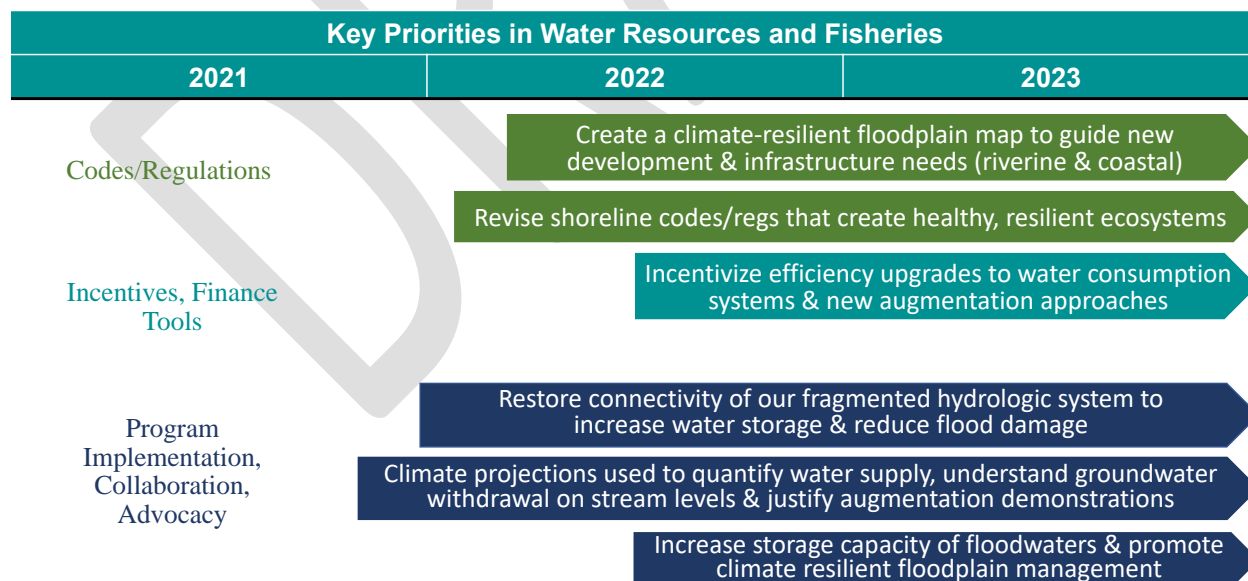 Key Priorities in Water Resources and Fisheries
2021
2022
2023
Codes/Regulations
Create a climate-resilient floodplain map to guide new
development & infrastructure needs (riverine & coastal)
Revise shoreline codes/regs that create healthy, resilient ecosystems
Incentives, Finance
Tools
Incentivize efficiency upgrades to water consumption
systems & new augmentation approaches
Program
Implementation,
Collaboration,
Advocacy
Restore connectivity of our fragmented hydrologic system to
increase water storage & reduce flood damage
Climate projections used to quantify water supply, understand groundwater
withdrawal on stream levels & justify augmentation demonstrations
Increase storage capacity of floodwaters & promote
climate resilient floodplain management